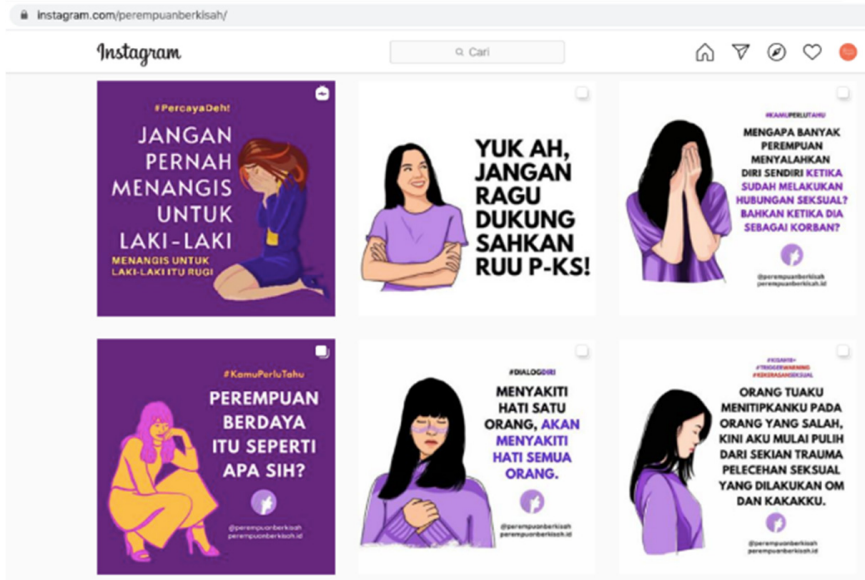 instagram.com/perempuanberkisah/
Instagram
Cari
#PercayaDeh!
JANGAN
PERNAH
MENANGIS
UNTUK
LAKI-LAKI
MENANGIS UNTUK
LAKI-LAKI ITU RUGI
YUK AH,
JANGAN
RAGU
DUKUNG
SAHKAN
RUU P-KS!
#KAMUPERLUTAHU
MENGAPA BANYAK
PEREMPUAN
MENYALAHKAN
DIRI SENDIRI KETIKA
SUDAH MELAKUKAN
HUBUNGAN SEKSUAL?
BAHKAN KETIKA DIA
SEBAGAI KORBAN?
@perempuanberkisah
perempuanberkisah.id
#KamuPerluTahu
PEREMPUAN
BERDAYA
ITU SEPERTI
APA SIH?
@perempuanberkisah
perempuanberkisah.id
#DIALOGDIRI
MENYAKITI
HATI SATU
ORANG, AKAN
MENYAKITI
HATI SEMUA
ORANG.
@perempuanberkisah
perempuanberkisah.id
#TRIGGERWARNING
#KEKERASANSEKSUAL
ORANG TUAKU
MENITIPKANKU PADA
ORANG YANG SALAH,
KINI AKU MULAI PULIH
DARI SEKIAN TRAUMA
PELECEHAN SEKSUAL
YANG DILAKUKAN OM
DAN KAKAKKU.
@perempuanberkisah
perempuanberkisah.id